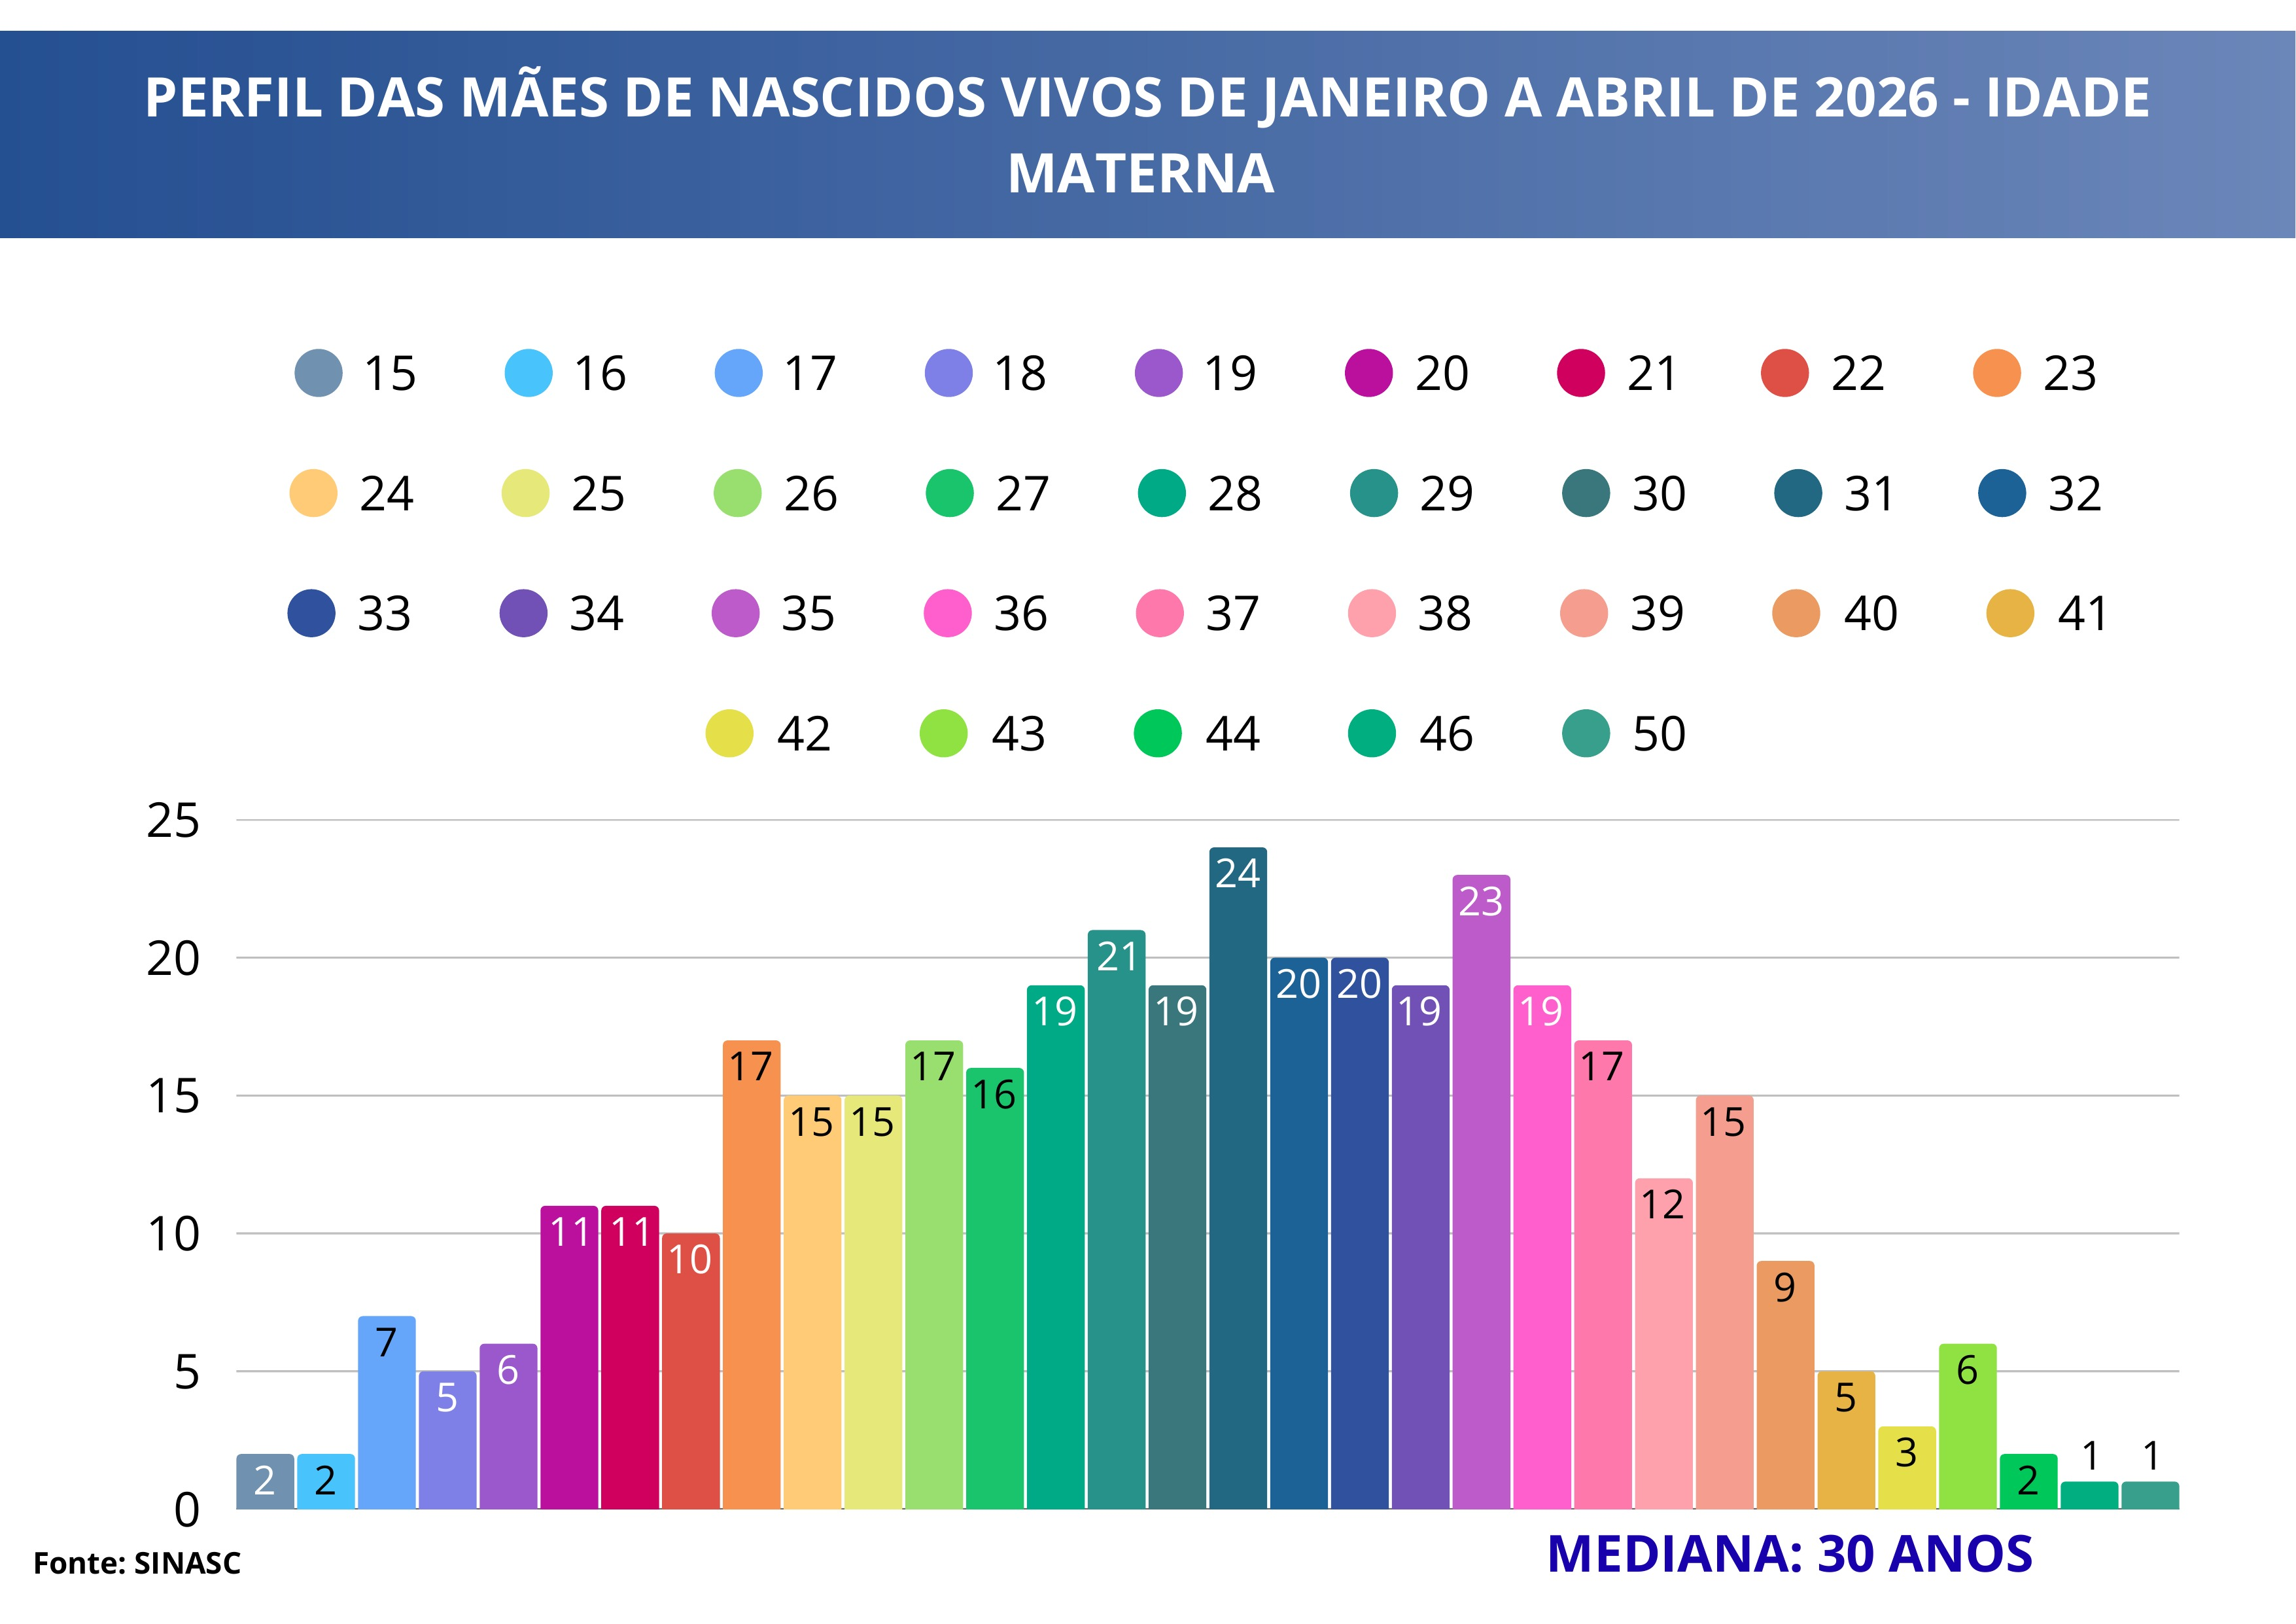 PERFIL DAS MÃES DE NASCIDOS VIVOS DE JANEIRO A ABRIL DE 2026 - IDADE
MATERNA
15 16 17 18 19 20 21 22 23
24 25 26 27 28 29 30 31 32
33 34 35 36 37 38 39 40 41
42 43 44 46 50
25
20
15
10
5
0
2 2 7 5 6 11 11 10 17 15 15 17 16 19 21 19 24 20 20 19 23 19 17 12 15 9 5 3 6 2 1 1
MEDIANA: 30 ANOS
Fonte: SINASC